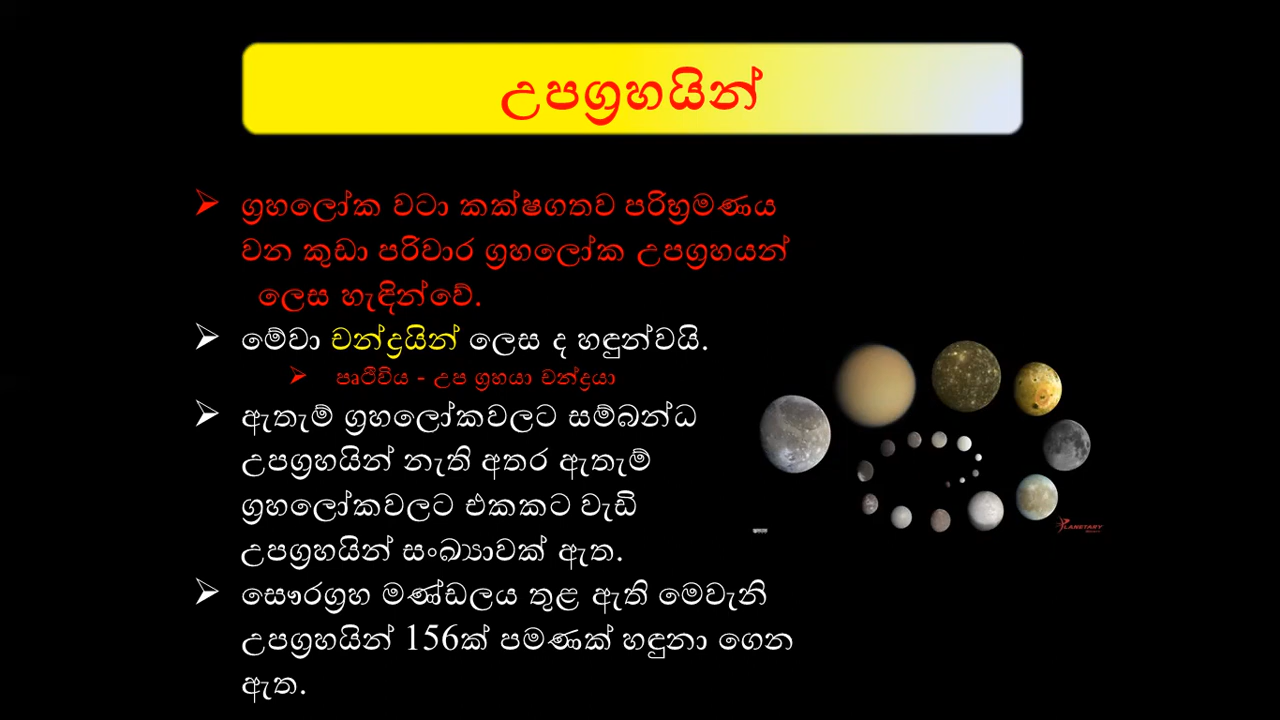 උපග්‍රහයින්
ග්‍රහලෝක වටා කක්ෂගතව පරිභ්‍රමණය
වන කුඩා පරිවාර ග්‍රහලෝක උපග්‍රහයන්
ලෙස හැඳින්වේ.
මේවා චන්ද්‍රයින් ලෙස ද හඳුන්වයි.
පෘථිවිය - උප ග්‍රහයා චන්ද්‍රයා
ඇතැම් ග්‍රහලෝකවලට සම්බන්ධ
උපග්‍රහයින් නැති අතර ඇතැම්
ග්‍රහලෝකවලට එකකට වැඩි
උපග්‍රහයින් සංඛ්‍යාවක් ඇත.
සෞරග්‍රහ මණ්ඩලය තුළ ඇති මෙවැනි
උපග්‍රහයින් 156ක් පමණක් හඳුනා ගෙන
ඇත.
PLANETARY